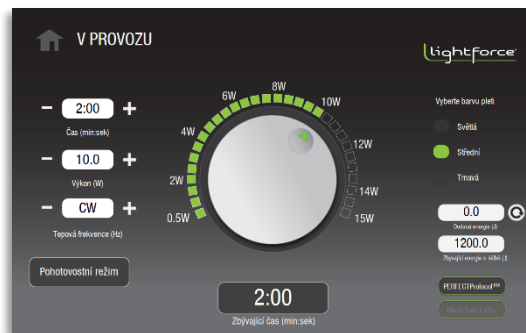 V PROVOZU
lightforce
2:00
Čas (min:sek)
10.0
Výkon (W)
CW
Tepová frekvence (Hz)
Pohotovostní režim
0.5W
2W
4W
6W
8W
10W
12W
14W
15W
2:00
Zbývající čas (min:sek)
Vyberte barvu pleti
Světlá
Střední
Tmavá
0.0
Dodaná energie (J)
1200.0
Zbývající energie k léčbě (J)
PERFECTProtocol™